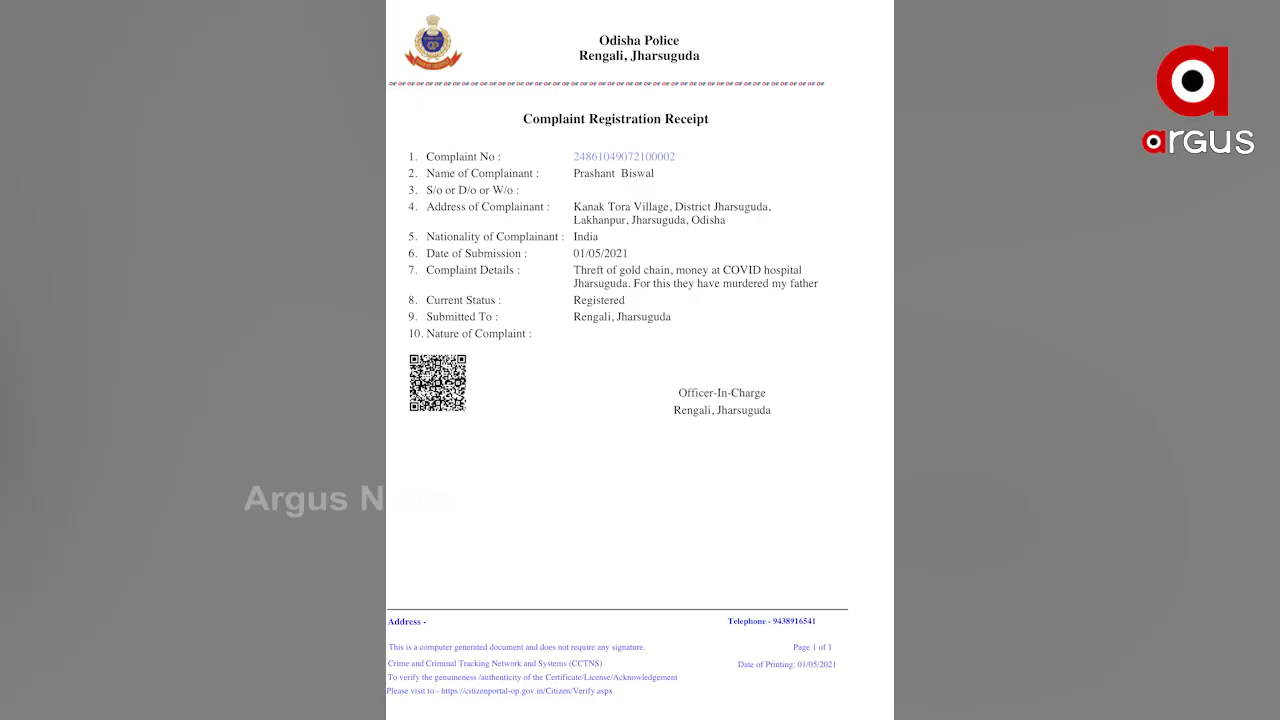 Odisha Police
Rengali, Jharsuguda
Complaint Registration Receipt
1. Complaint No : 24861049072100002
2. Name of Complainant : Prashant Biswal
3. S/o or D/o or W/o :
4. Address of Complainant : Kanak Tora Village, District Jharsuguda,
Lakhanpur, Jharsuguda, Odisha
5. Nationality of Complainant : India
6. Date of Submission : 01/05/2021
7. Complaint Details : Threft of gold chain, money at COVID hospital
Jharsuguda. For this they have murdered my father
8. Current Status : Registered
9. Submitted To : Rengali, Jharsuguda
10. Nature of Complaint :
Officer-In-Charge
Rengali, Jharsuguda
Address -
Telephone - 9438916541
This is a computer generated document and does not require any signature.
Page 1 of 1
Crime and Criminal Tracking Network and Systems (CCTNS)
Date of Printing: 01/05/2021
To verify the genuineness /authenticity of the Certificate/License/Acknowledgement
Please visit to - https://citizenportal-op.gov.in/Citizen/Verify.aspx
argus
Argus